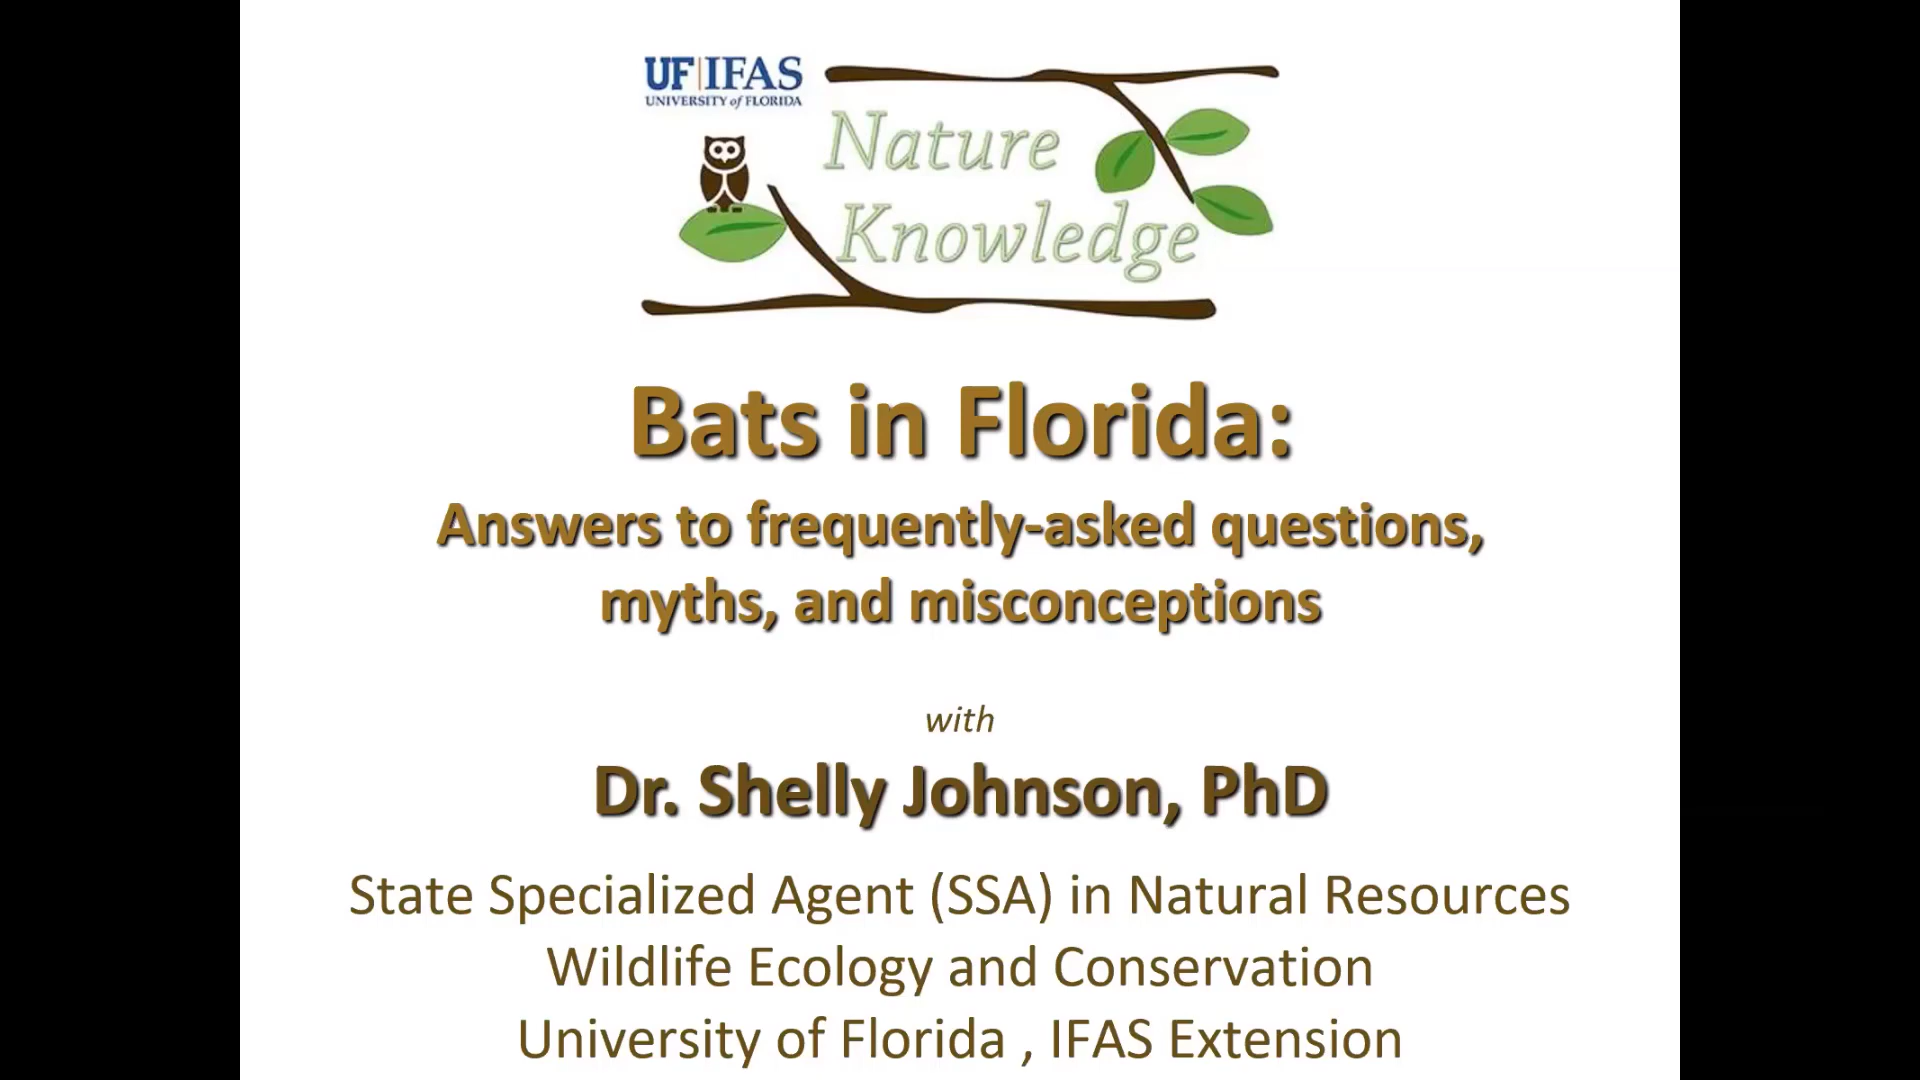 UF|IFAS
UNIVERSITY of FLORIDA
Nature
Knowledge
Bats in Florida:
Answers to frequently-asked questions,
myths, and misconceptions
with
Dr. Shelly Johnson, PhD
State Specialized Agent (SSA) in Natural Resources
Wildlife Ecology and Conservation
University of Florida , IFAS Extension